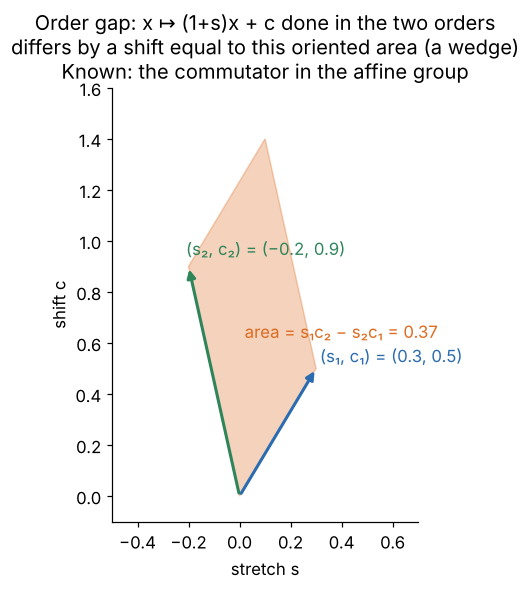 Order gap: x ↦ (1+s)x + c done in the two orders
differs by a shift equal to this oriented area (a wedge)
Known: the commutator in the affine group
1.6
1.4
1.2
1.0
0.8
0.6
0.4
0.2
0.0
shift c
(s₂, c₂) = (−0.2, 0.9)
area = s₁c₂ − s₂c₁ = 0.37
(s₁, c₁) = (0.3, 0.5)
−0.4 −0.2 0.0 0.2 0.4 0.6
stretch s